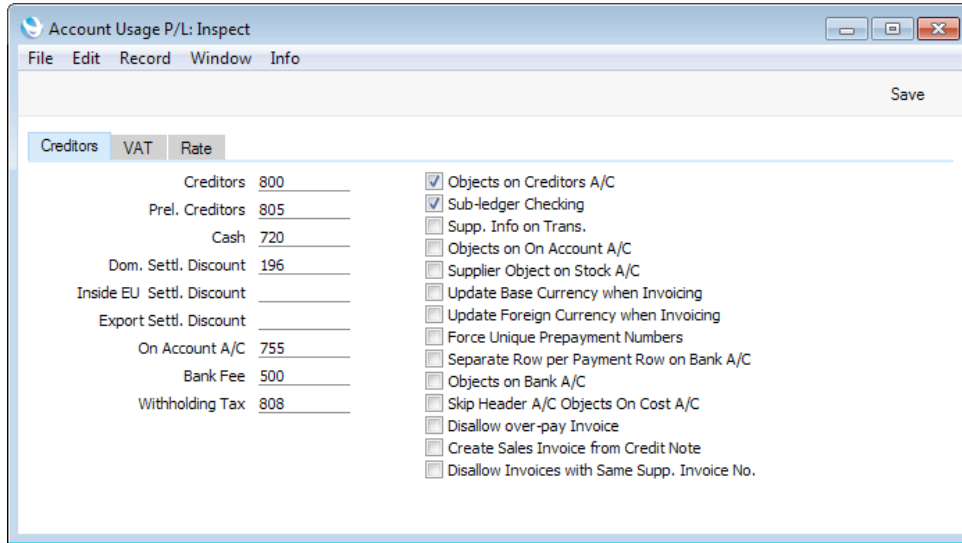 Account Usage P/L: Inspect
File Edit Record Window Info
Save
Creditors VAT Rate
Creditors 800
Prel. Creditors 805
Cash 720
Dom. Settl. Discount 196
Inside EU Settl. Discount
Export Settl. Discount
On Account A/C 755
Bank Fee 500
Withholding Tax 808
Objects on Creditors A/C
Sub-ledger Checking
Supp. Info on Trans.
Objects on On Account A/C
Supplier Object on Stock A/C
Update Base Currency when Invoicing
Update Foreign Currency when Invoicing
Force Unique Prepayment Numbers
Separate Row per Payment Row on Bank A/C
Objects on Bank A/C
Skip Header A/C Objects On Cost A/C
Disallow over-pay Invoice
Create Sales Invoice from Credit Note
Disallow Invoices with Same Supp. Invoice No.